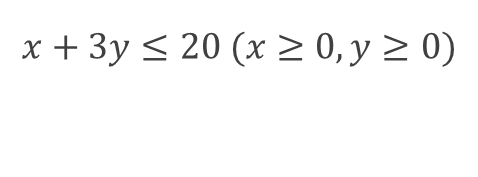 x + 3y ≤ 20 (x ≥ 0, y ≥ 0)